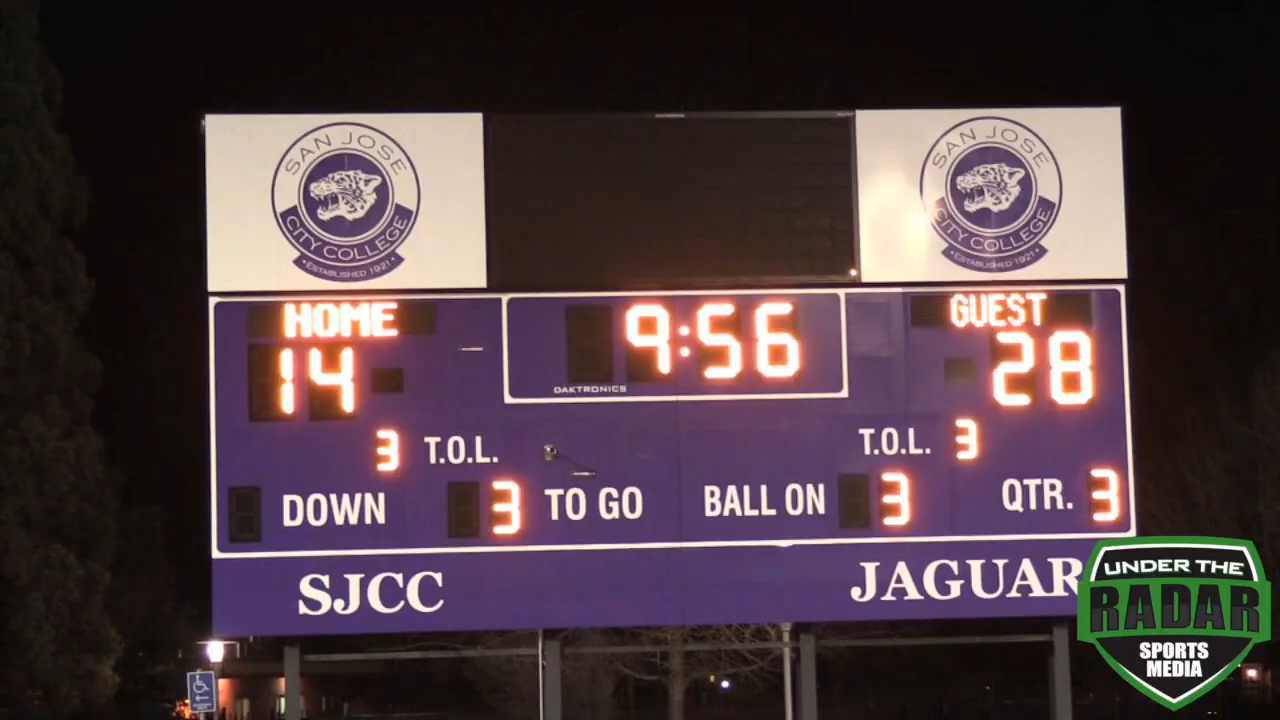 SAN JOSE
CITY COLLEGE
•ESTABLISHED 1921•
SAN JOSE
CITY COLLEGE
•ESTABLISHED 1921•
HOME
9:56
GUEST
14
28
DAKTRONICS
3 T.O.L.
T.O.L. 3
DOWN 3 TO GO BALL ON 3 QTR. 3
SJCC
JAGUAR
UNDER THE
RADAR
SPORTS
MEDIA